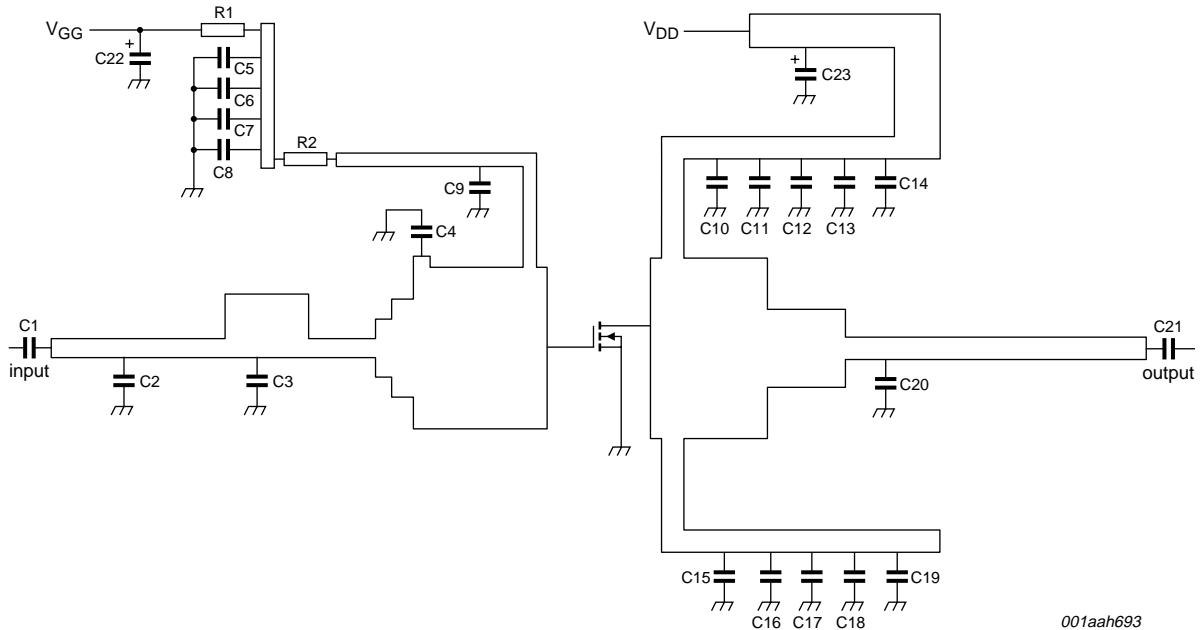 R1
VGG
VDD
+
C22
C5
C6
C7
C8
R2
+
C23
C9
C4
C14
C10
C11
C12
C13
C1
input
C2
C3
C21
output
C20
C15
C19
C16
C17
C18
001aah693